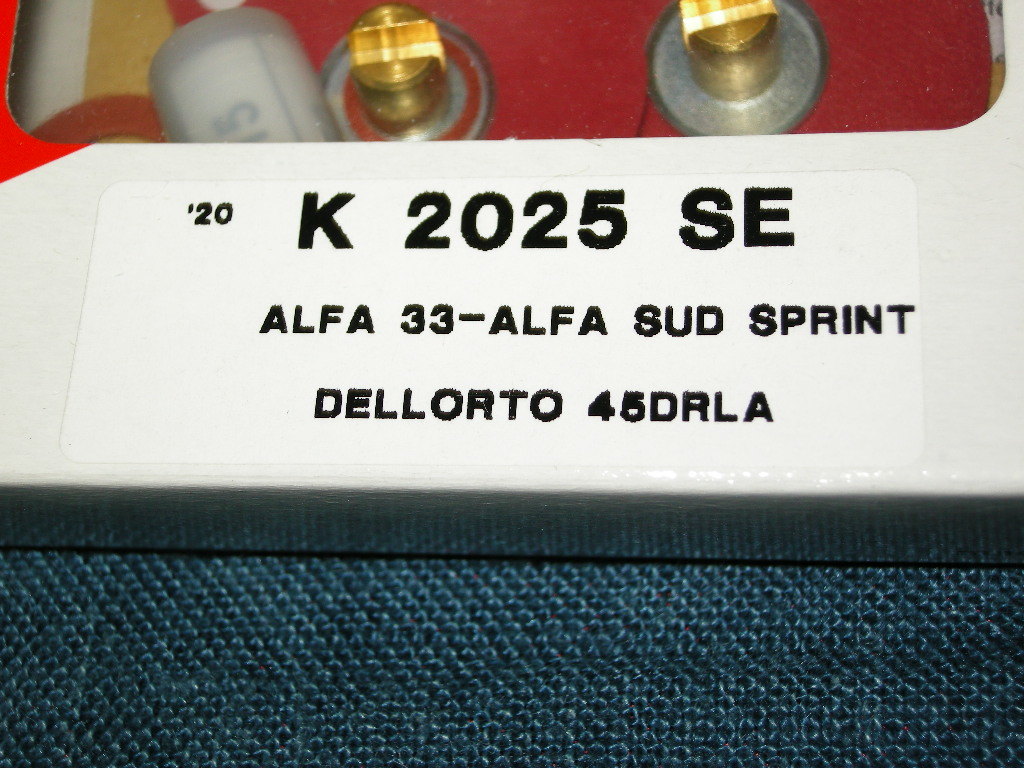 '20 K 2025 SE
ALFA 33-ALFA SUD SPRINT
DELLORTO 45DRLA